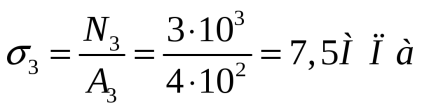 σ₃ = N₃/A₃ = 3·10³/4·10² = 7,5Ì Ï à